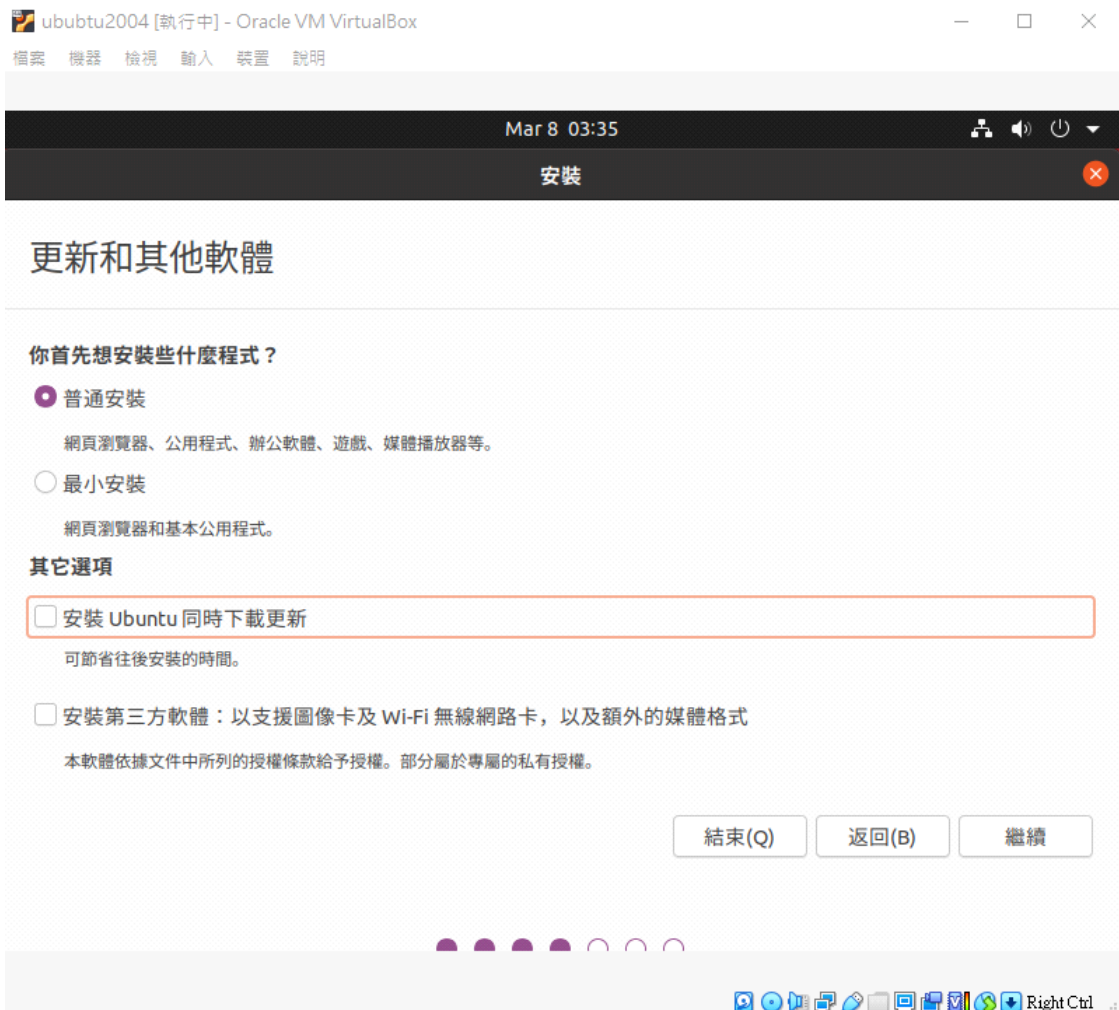 ububtu2004 [執行中] - Oracle VM VirtualBox
檔案 機器 檢視 輸入 裝置 說明
Mar 8 03:35
安裝
更新和其他軟體
你首先想安裝些什麼程式？
普通安裝
網頁瀏覽器、公用程式、辦公軟體、遊戲、媒體播放器等。
最小安裝
網頁瀏覽器和基本公用程式。
其它選項
安裝 Ubuntu 同時下載更新
可節省往後安裝的時間。
安裝第三方軟體：以支援圖像卡及 Wi-Fi 無線網路卡，以及額外的媒體格式
本軟體依據文件中所列的授權條款給予授權。部分屬於專屬的私有授權。
結束(Q) 返回(B) 繼續
Right Ctrl